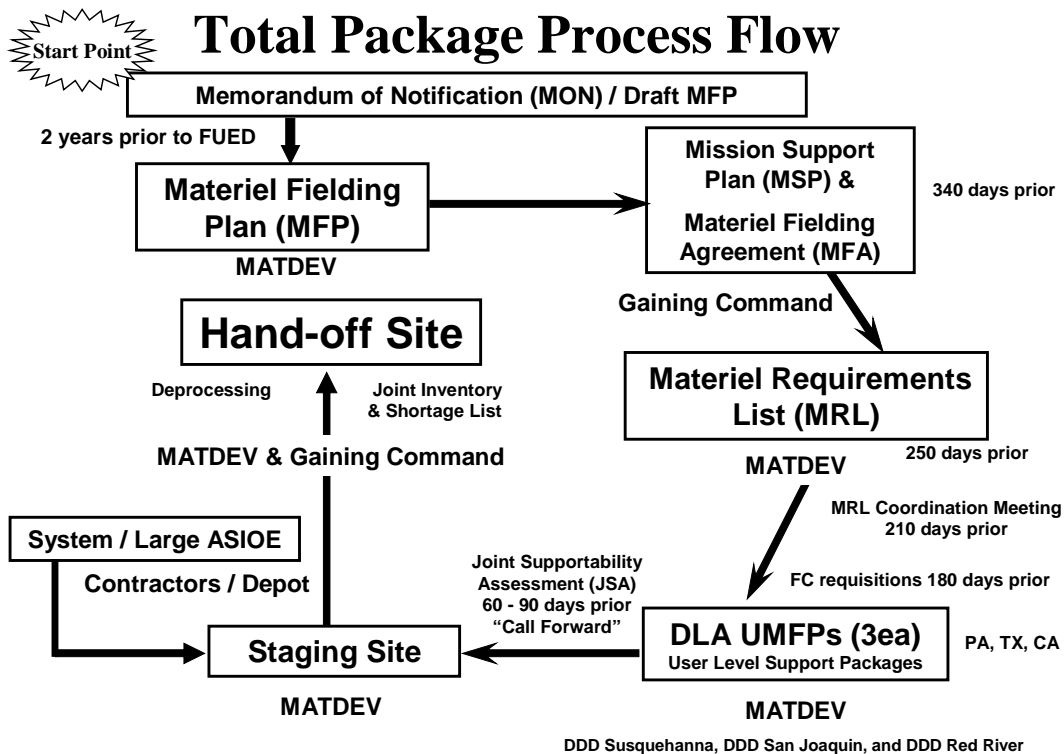 Start Point
Total Package Process Flow
Memorandum of Notification (MON) / Draft MFP
2 years prior to FUED
Materiel Fielding
Plan (MFP)
MATDEV
Mission Support
Plan (MSP) &
Materiel Fielding
Agreement (MFA)
340 days prior
Gaining Command
Hand-off Site
Deprocessing
Joint Inventory
& Shortage List
MATDEV & Gaining Command
Materiel Requirements
List (MRL)
250 days prior
MATDEV
MRL Coordination Meeting
210 days prior
FC requisitions 180 days prior
System / Large ASIOE
Contractors / Depot
Joint Supportability
Assessment (JSA)
60 - 90 days prior
“Call Forward”
Staging Site
MATDEV
DLA UMFPs (3ea)
User Level Support Packages
PA, TX, CA
MATDEV
DDD Susquehanna, DDD San Joaquin, and DDD Red River